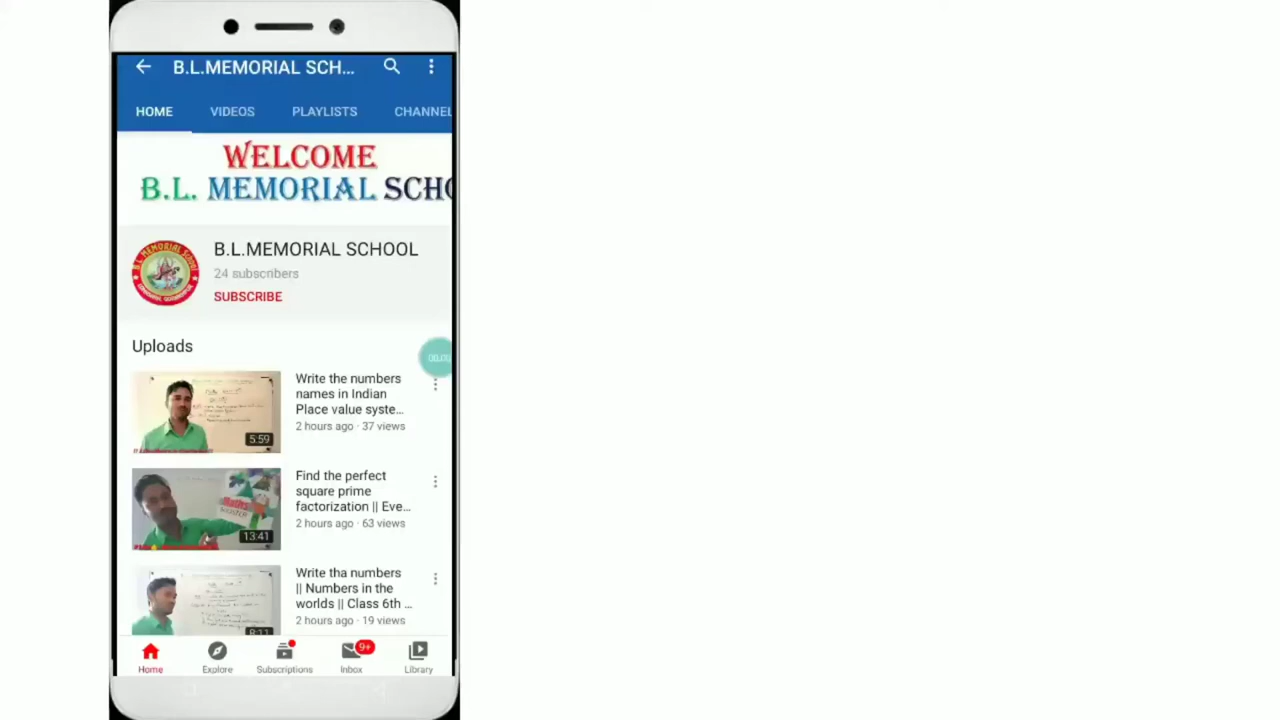 B.L.MEMORIAL SCH...
HOME VIDEOS PLAYLISTS CHANNEL
WELCOME
B.L. MEMORIAL SCHO
B.L.MEMORIAL SCHOOL
24 subscribers
SUBSCRIBE
Uploads
Write the numbers
names in Indian
Place value syste...
2 hours ago · 37 views
5:59
Find the perfect
square prime
factorization || Eve...
2 hours ago · 63 views
13:41
Write tha numbers
|| Numbers in the
worlds || Class 6th ...
2 hours ago · 19 views
8:11
9+
Home Explore Subscriptions Inbox Library